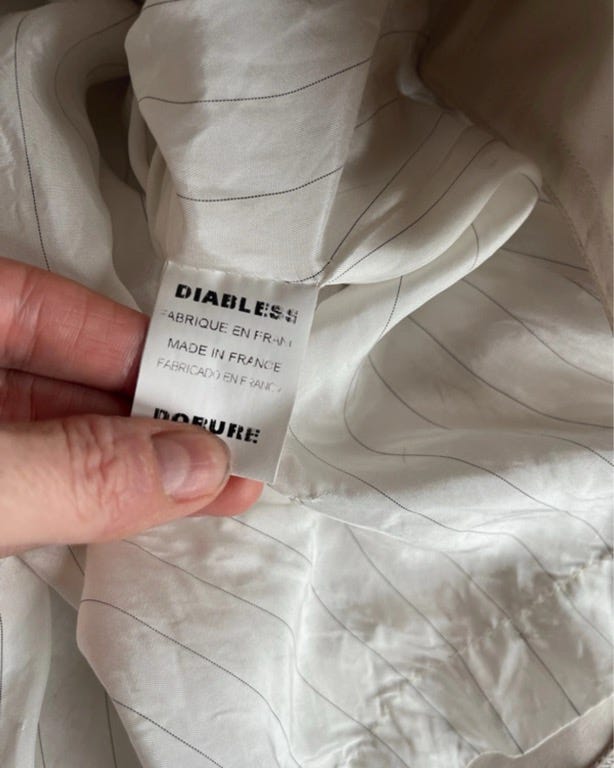 DIABLESS
FABRIQUE EN FRAN
MADE IN FRANCE
FABRICADO EN FRANC
DORURE